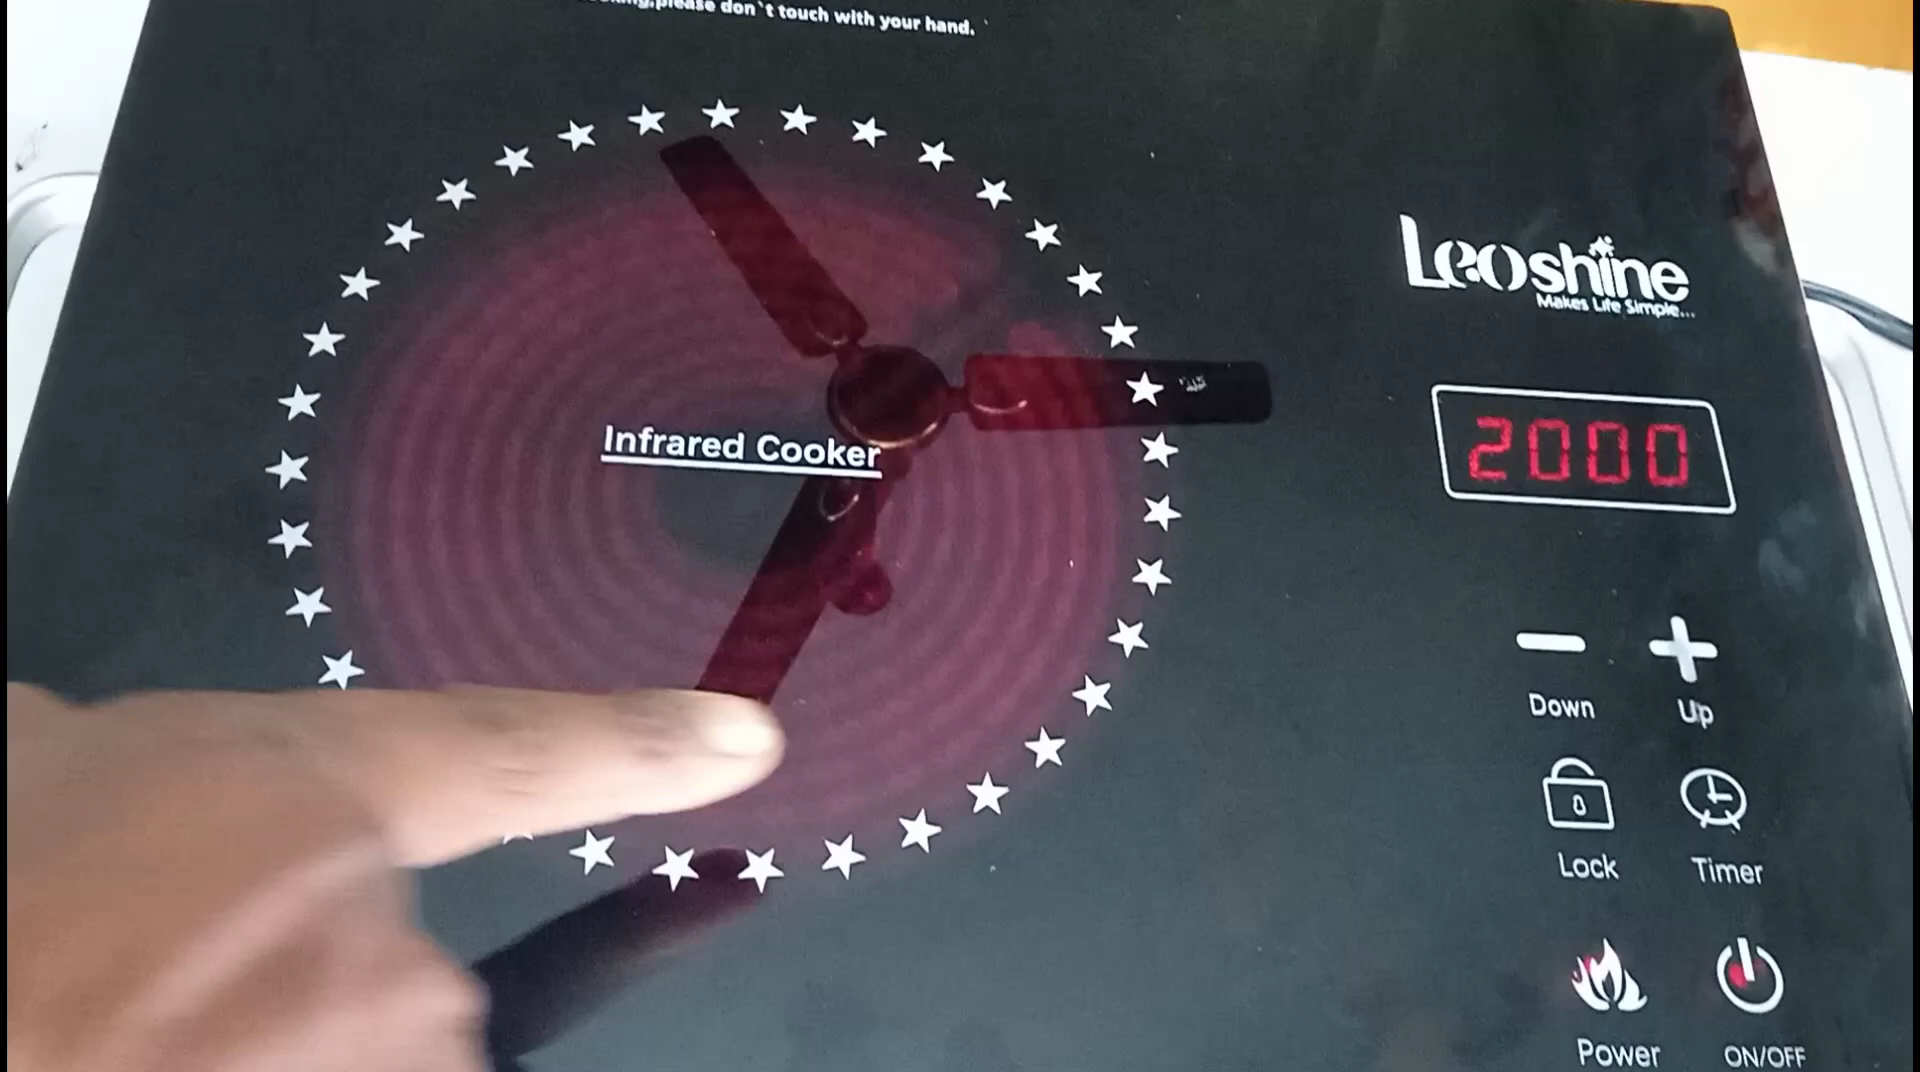 please don`t touch with your hand.
Leoshine
Makes Life Simple...
Infrared Cooker
2000
Down
Up
Lock
Timer
Power
ON/OFF